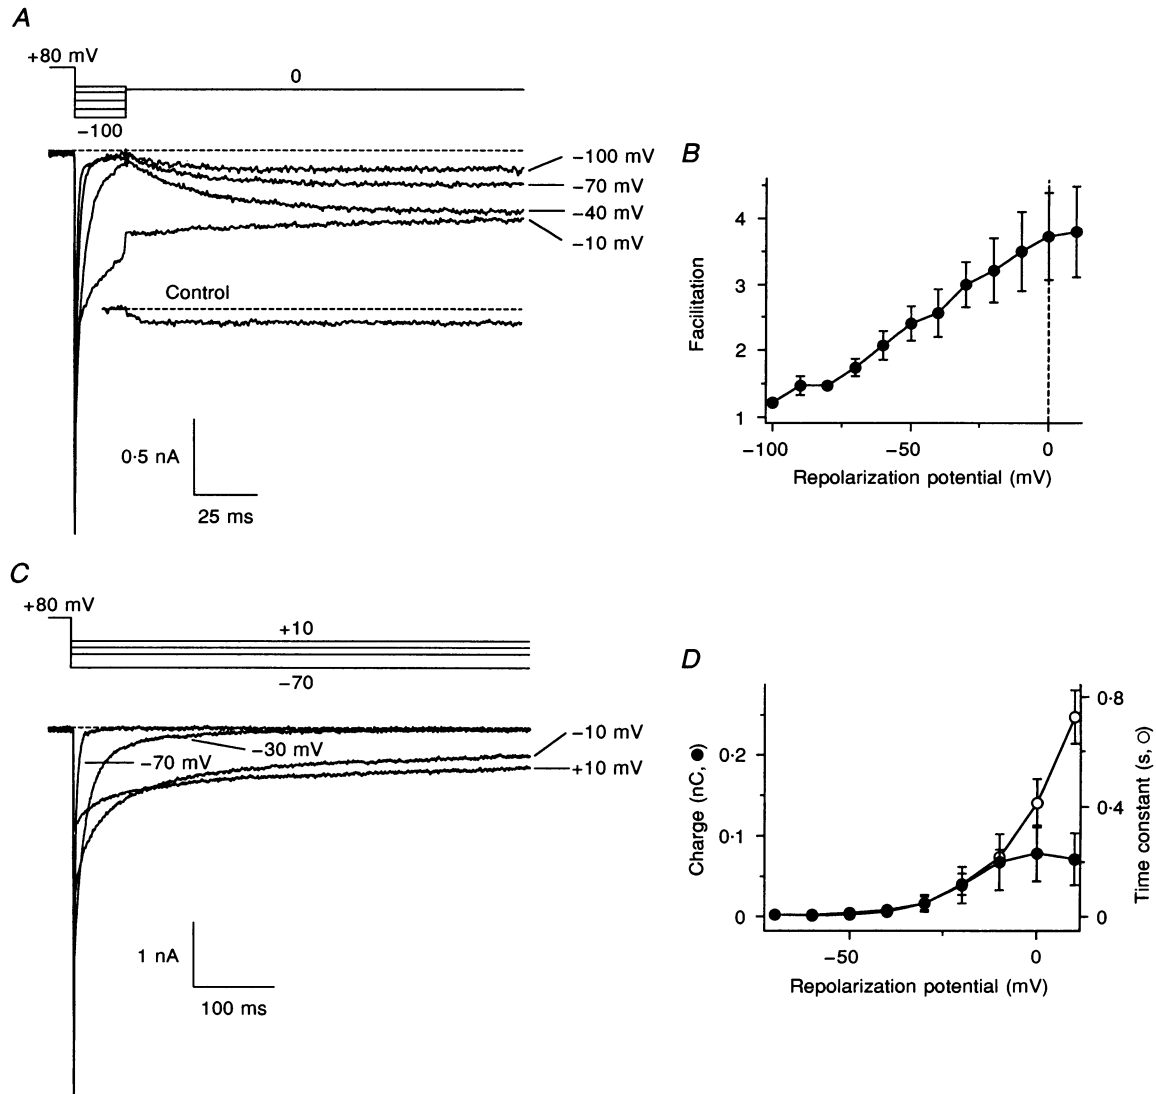 A
+80 mV
0
−100
−100 mV
−70 mV
−40 mV
−10 mV
Control
0·5 nA
25 ms
B
Facilitation
4
3
2
1
−100
−50
0
Repolarization potential (mV)
C
+80 mV
+10
−70
−10 mV
−30 mV
−70 mV
+10 mV
1 nA
100 ms
D
Charge (nC, ●)
0·2
0·1
0
0·8
0·4
0
Time constant (s, ○)
−50
0
Repolarization potential (mV)